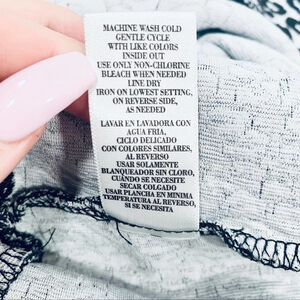 MACHINE WASH COLD
GENTLE CYCLE
WITH LIKE COLORS
INSIDE OUT
USE ONLY NON-CHLORINE
BLEACH WHEN NEEDED
LINE DRY
IRON ON LOWEST SETTING,
ON REVERSE SIDE,
AS NEEDED
LAVAR EN LAVADORA CON
AGUA FRIA,
CICLO DELICADO
CON COLORES SIMILARES,
AL REVERSO
USAR SOLAMENTE
BLANQUEADOR SIN CLORO,
CUÁNDO SE NECESITE
SECAR COLGADO
USAR PLANCHA EN MINIMA
TEMPERATURA AL REVERSO,
SI SE NECESITA